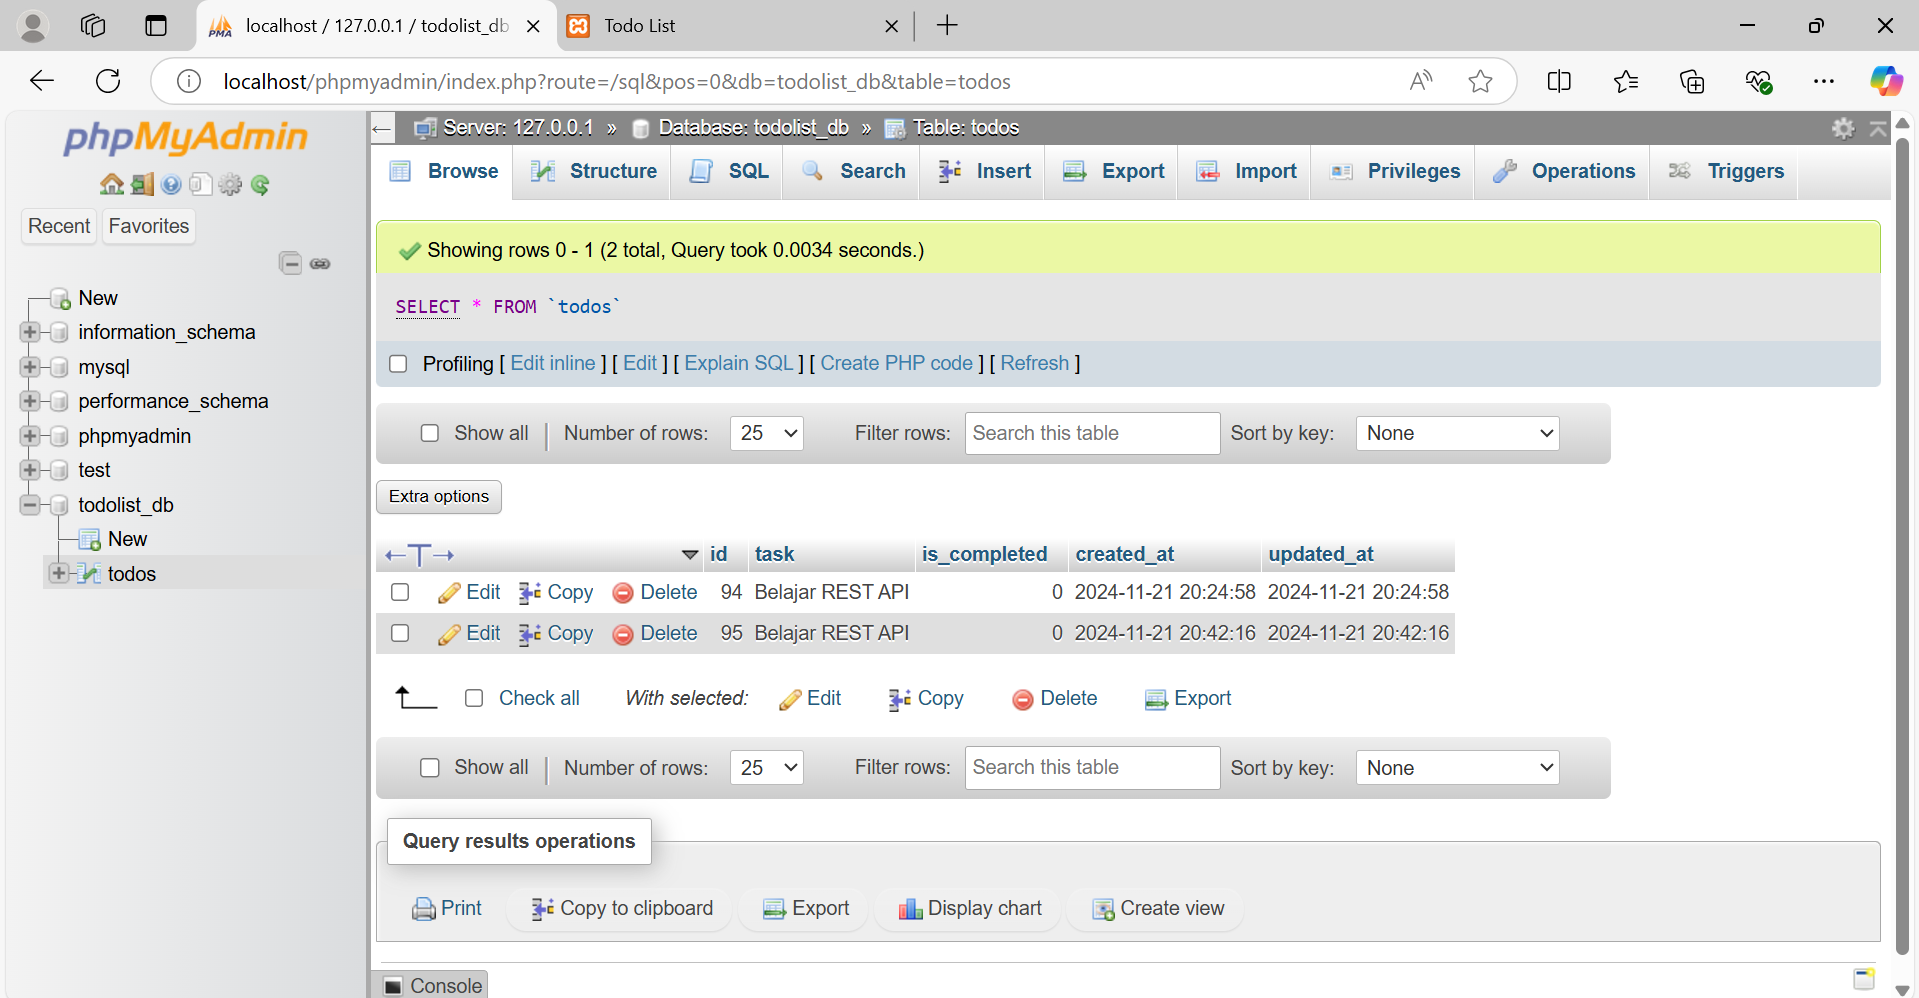 localhost / 127.0.0.1 / todolist_db
Todo List
localhost/phpmyadmin/index.php?route=/sql&pos=0&db=todolist_db&table=todos
phpMyAdmin
Recent Favorites
New
information_schema
mysql
performance_schema
phpmyadmin
test
todolist_db
New
todos
Server: 127.0.0.1 » Database: todolist_db » Table: todos
Browse Structure SQL Search Insert Export Import Privileges Operations Triggers
Showing rows 0 - 1 (2 total, Query took 0.0034 seconds.)
SELECT * FROM `todos`
Profiling [ Edit inline ] [ Edit ] [ Explain SQL ] [ Create PHP code ] [ Refresh ]
Show all | Number of rows: 25 Filter rows: Search this table Sort by key: None
Extra options
←T→ id task is_completed created_at updated_at
Edit Copy Delete 94 Belajar REST API 0 2024-11-21 20:24:58 2024-11-21 20:24:58
Edit Copy Delete 95 Belajar REST API 0 2024-11-21 20:42:16 2024-11-21 20:42:16
Check all With selected: Edit Copy Delete Export
Show all | Number of rows: 25 Filter rows: Search this table Sort by key: None
Query results operations
Print Copy to clipboard Export Display chart Create view
Console